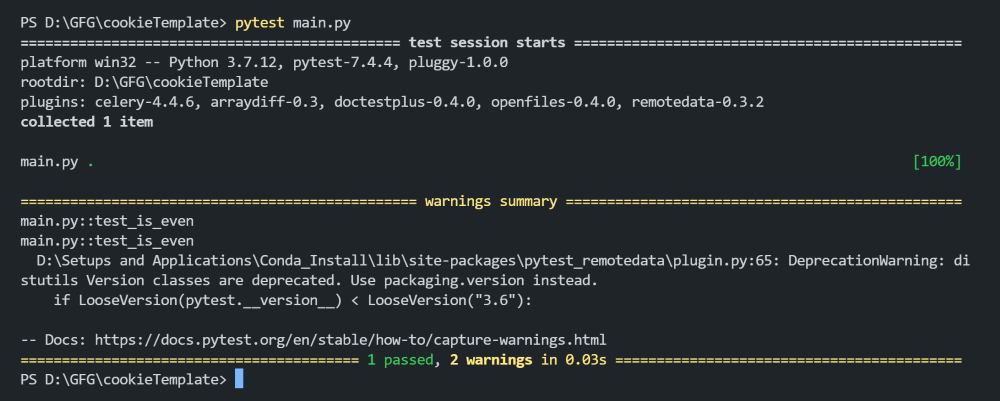 PS D:\GFG\cookieTemplate> pytest main.py
============================================== test session starts ===============================================
platform win32 -- Python 3.7.12, pytest-7.4.4, pluggy-1.0.0
rootdir: D:\GFG\cookieTemplate
plugins: celery-4.4.6, arraydiff-0.3, doctestplus-0.4.0, openfiles-0.4.0, remotedata-0.3.2
collected 1 item
main.py . [100%]
================================================ warnings summary ================================================
main.py::test_is_even
main.py::test_is_even
D:\Setups and Applications\Conda_Install\lib\site-packages\pytest_remotedata\plugin.py:65: DeprecationWarning: di
stutils Version classes are deprecated. Use packaging.version instead.
if LooseVersion(pytest.__version__) < LooseVersion("3.6"):
-- Docs: https://docs.pytest.org/en/stable/how-to/capture-warnings.html
========================================= 1 passed, 2 warnings in 0.03s ==========================================
PS D:\GFG\cookieTemplate>